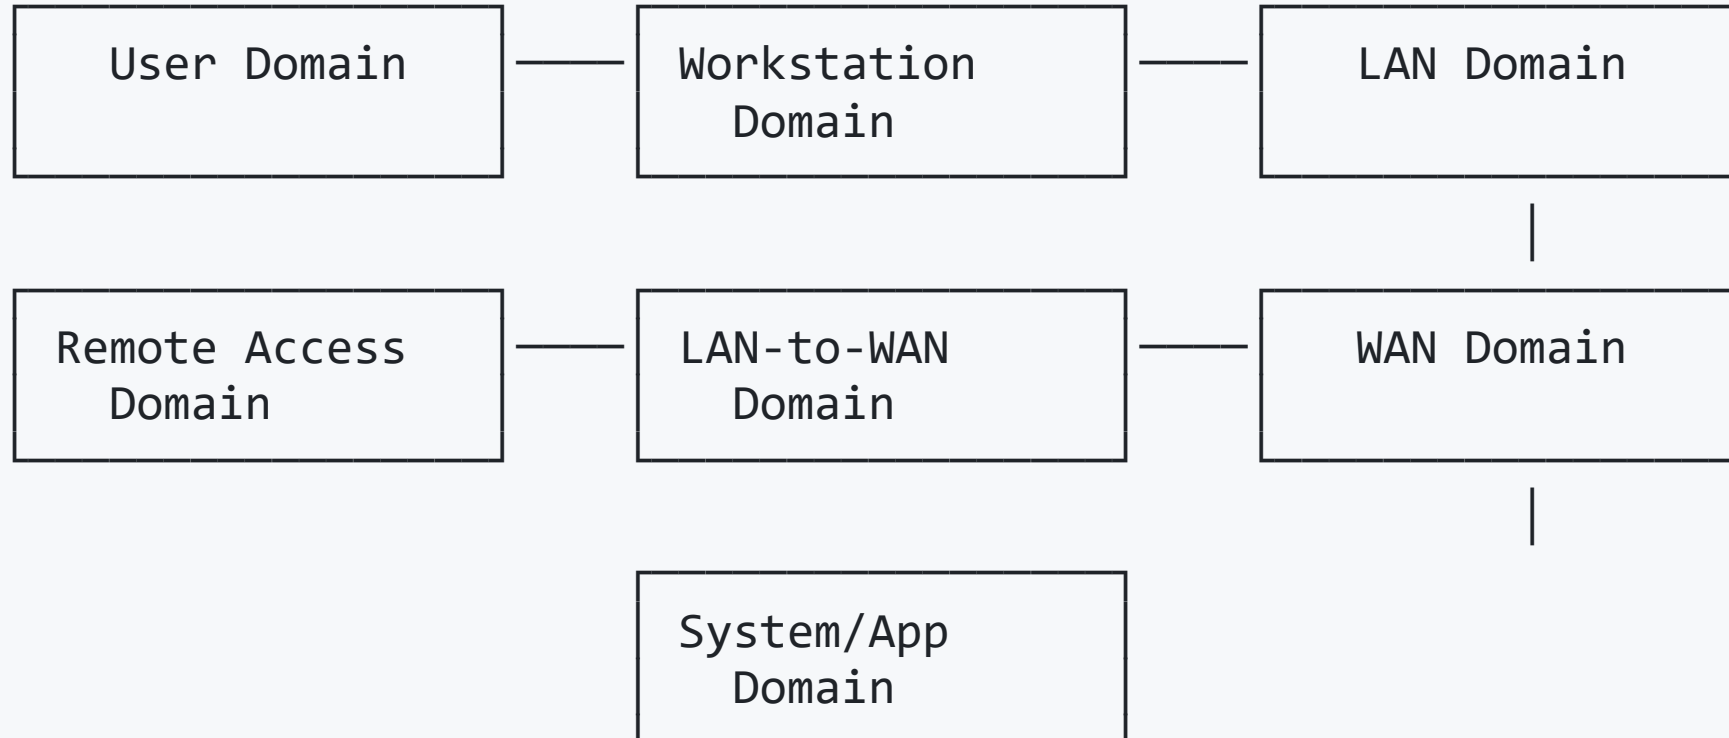 User Domain
Workstation
Domain
LAN Domain
Remote Access
Domain
LAN-to-WAN
Domain
WAN Domain
System/App
Domain